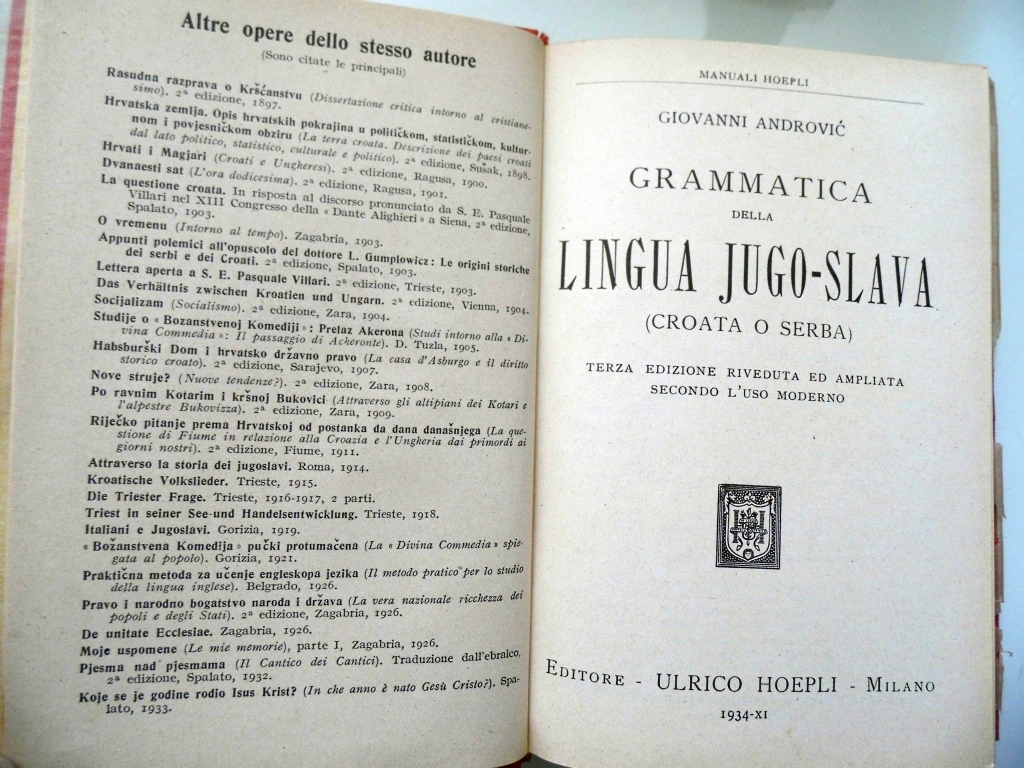 Altre opere dello stesso autore
(Sono citate le principali)
Rasudna razprava o Kršćanstvu (Dissertazione critica intorno al cristiane-
simo). 2ª edizione, 1897.
Hrvatska zemlja. Opis hrvatskih pokrajina u političkom, statističkom, kultur-
nom i povjesničkom obziru (La terra croata. Descrizione dei paesi croati
dal lato politico, statistico, culturale e politico). 2ª edizione, Sušak, 1898.
Hrvati i Magjari (Croati e Ungheresi). 2ª edizione, Ragusa, 1900.
Dvanaesti sat (L'ora dodicesima). 2ª edizione, Ragusa, 1901.
La questione croata. In risposta al discorso pronunciato da S. E. Pasquale
Villari nel XIII Congresso della « Dante Alighieri » a Siena, 2ª edizione,
Spalato, 1903.
O vremenu (Intorno al tempo). Zagabria, 1903.
Appunti polemici all'opuscolo del dottore L. Gumplowicz: Le origini storiche
dei serbi e dei Croati. 2ª edizione, Spalato, 1903.
Lettera aperta a S. E. Pasquale Villari. 2ª edizione, Trieste, 1903.
Das Verhältnis zwischen Kroatien und Ungarn. 2ª edizione, Vienna, 1904.
Socijalizam (Socialismo). 2ª edizione, Zara, 1904.
Studije o « Bozanstvenoj Komediji »: Prelaz Akerona (Studi intorno alla « Di-
vina Commedia »: Il passaggio di Acheronte). D. Tuzla, 1905.
Habsburški Dom i hrvatsko državno pravo (La casa d'Asburgo e il diritto
storico croato). 2ª edizione, Sarajevo, 1907.
Nove struje? (Nuove tendenze?). 2ª edizione, Zara, 1908.
Po ravnim Kotarim i kršnoj Bukovici (Attraverso gli altipiani dei Kotari e
l'alpestre Bukovizza). 2ª edizione, Zara, 1909.
Riječko pitanje prema Hrvatskoj od postanka da dana današnjega (La que-
stione di Fiume in relazione alla Croazia e l'Ungheria dai primordi ai
giorni nostri). 2ª edizione, Fiume, 1911.
Attraverso la storia dei jugoslavi. Roma, 1914.
Kroatische Volkslieder. Trieste, 1915.
Die Triester Frage. Trieste, 1916-1917, 2 parti.
Triest in seiner See-und Handelsentwicklung. Trieste, 1918.
Italiani e Jugoslavi. Gorizia, 1919.
« Božanstvena Komedija » pučki protumačena (La « Divina Commedia » spie-
gata al popolo). Gorizia, 1921.
Praktična metoda za učenje engleskopa jezika (Il metodo pratico per lo studio
della lingua inglese). Belgrado, 1926.
Pravo i narodno bogatstvo naroda i država (La vera nazionale ricchezza dei
popoli e degli Stati). 2ª edizione, Zagabria, 1926.
De unitate Ecclesiae. Zagabria, 1926.
Moje uspomene (Le mie memorie), parte I, Zagabria, 1926.
Pjesma nad pjesmama (Il Cantico dei Cantici). Traduzione dall'ebraico,
2ª edizione, Spalato, 1932.
Koje se je godine rodio Isus Krist? (In che anno è nato Gesù Cristo?). Spa-
lato, 1933.
MANUALI HOEPLI
GIOVANNI ANDROVIĆ
GRAMMATICA
DELLA
LINGUA JUGO-SLAVA
(CROATA O SERBA)
TERZA EDIZIONE RIVEDUTA ED AMPLIATA
SECONDO L'USO MODERNO
EDITORE - ULRICO HOEPLI - MILANO
1934-XI